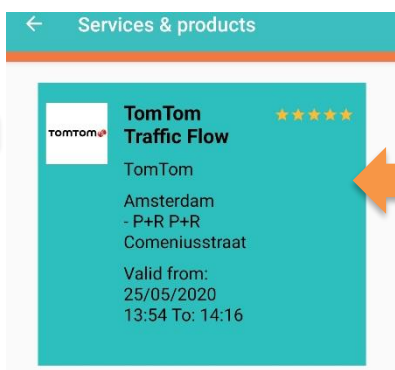 Services & products
TOMTOM
TomTom
Traffic Flow
TomTom
Amsterdam
- P+R P+R
Comeniusstraat
Valid from:
25/05/2020
13:54 To: 14:16